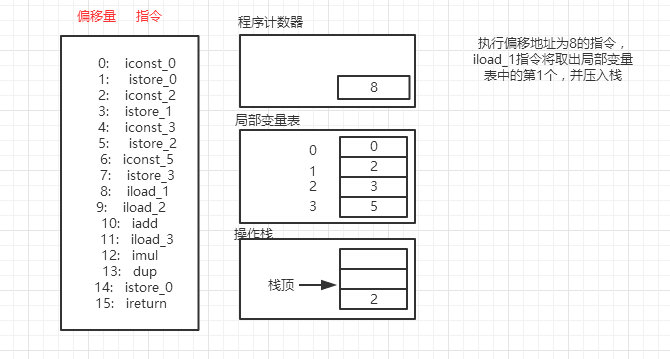 偏移量 指令
0: iconst_0
1: istore_0
2: iconst_2
3: istore_1
4: iconst_3
5: istore_2
6: iconst_5
7: istore_3
8: iload_1
9: iload_2
10: iadd
11: iload_3
12: imul
13: dup
14: istore_0
15: ireturn
程序计数器
8
局部变量表
0 0
1 2
2 3
3 5
操作栈
栈顶
2
执行偏移地址为8的指令，
iload_1指令将取出局部变量
表中的第1个，并压入栈